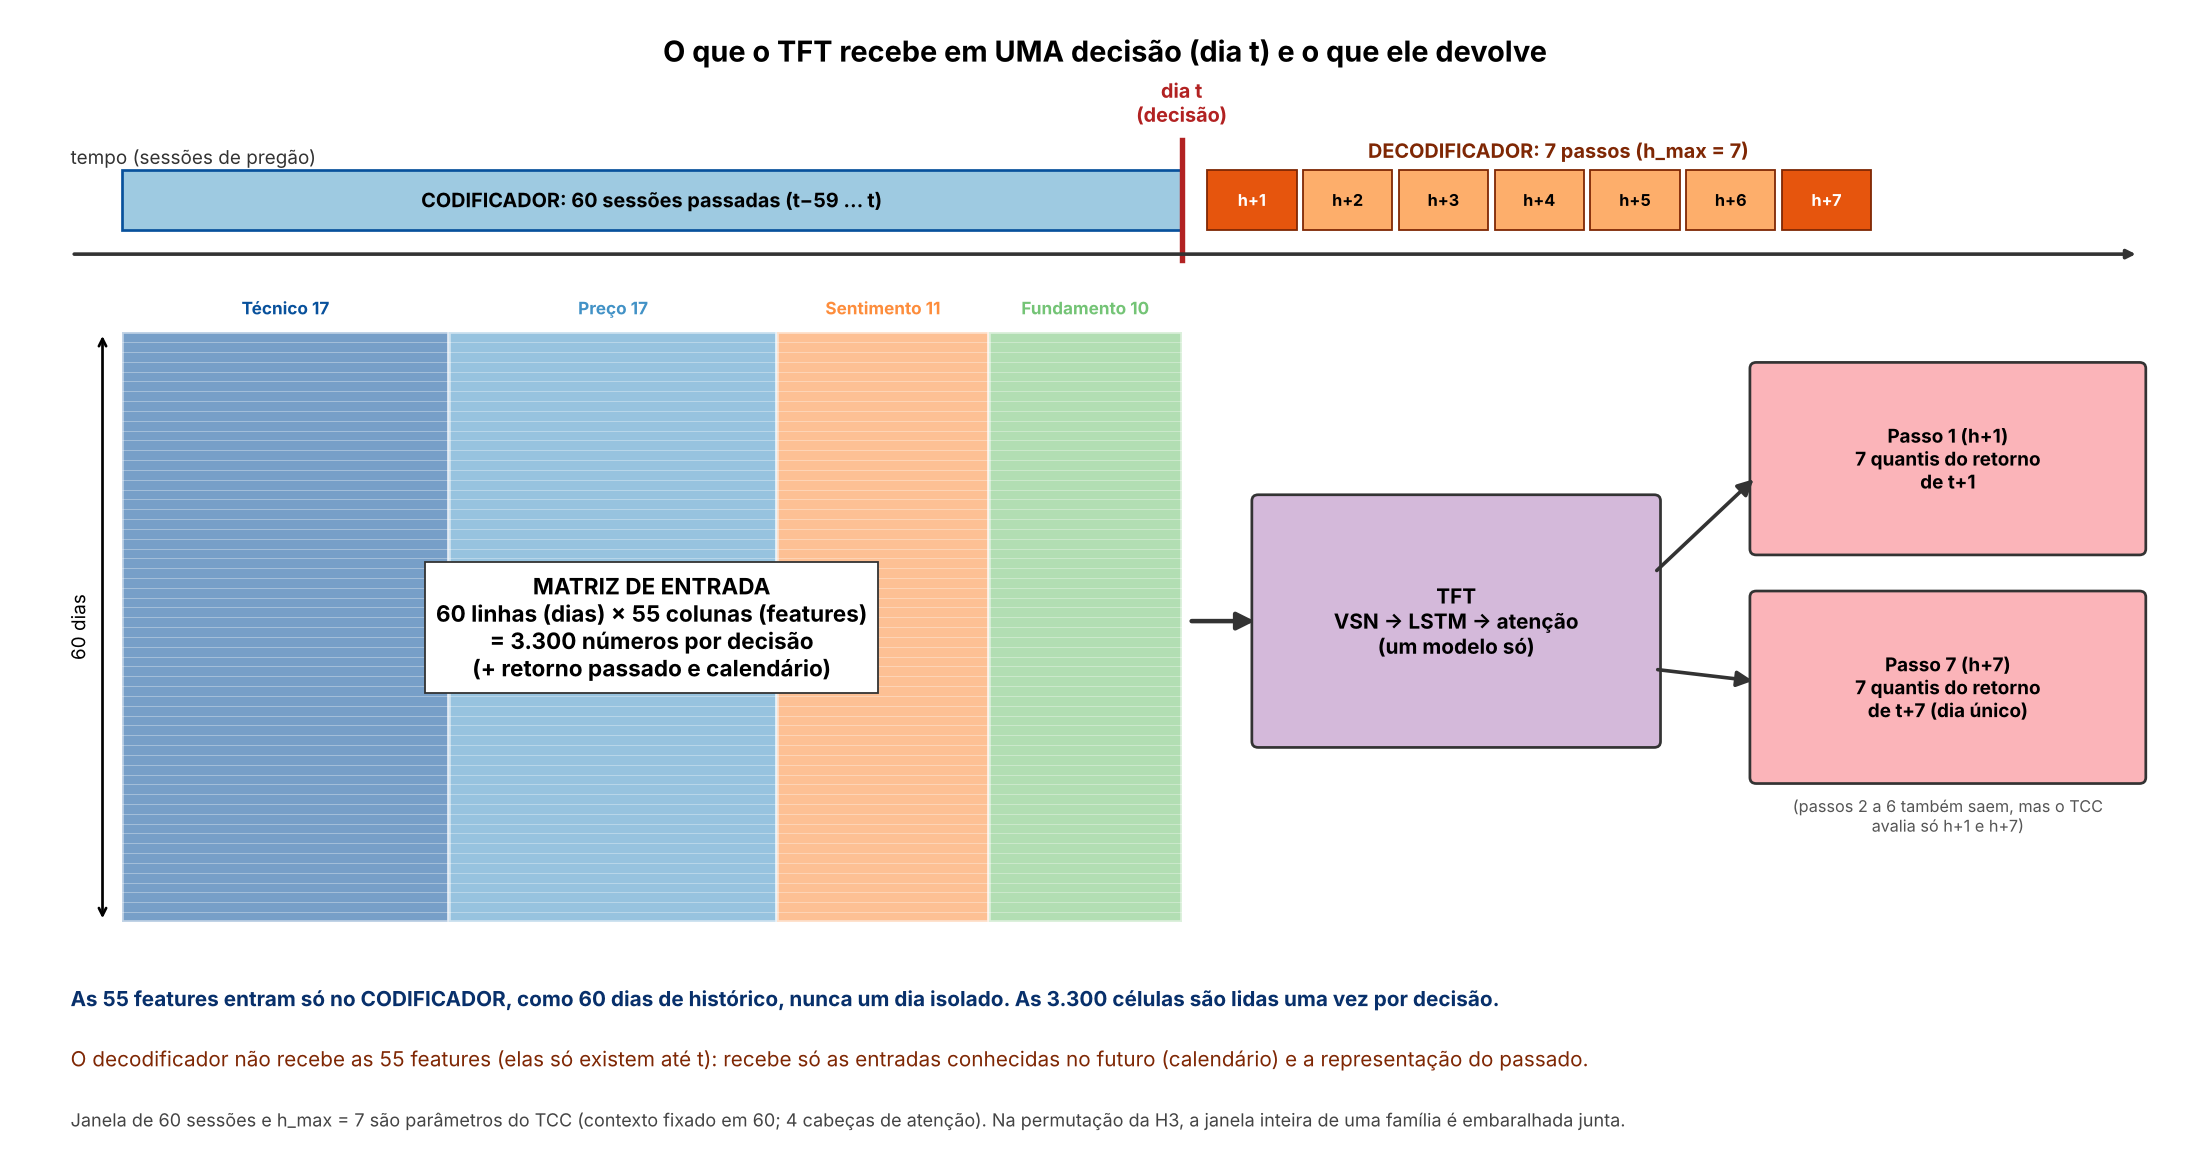 O que o TFT recebe em UMA decisão (dia t) e o que ele devolve
dia t
(decisão)
tempo (sessões de pregão)
DECODIFICADOR: 7 passos (h_max = 7)
CODIFICADOR: 60 sessões passadas (t−59 … t)
h+1
h+2
h+3
h+4
h+5
h+6
h+7
Técnico 17
Preço 17
Sentimento 11
Fundamento 10
60 dias
MATRIZ DE ENTRADA
60 linhas (dias) × 55 colunas (features)
= 3.300 números por decisão
(+ retorno passado e calendário)
TFT
VSN → LSTM → atenção
(um modelo só)
Passo 1 (h+1)
7 quantis do retorno
de t+1
Passo 7 (h+7)
7 quantis do retorno
de t+7 (dia único)
(passos 2 a 6 também saem, mas o TCC
avalia só h+1 e h+7)
As 55 features entram só no CODIFICADOR, como 60 dias de histórico, nunca um dia isolado. As 3.300 células são lidas uma vez por decisão.
O decodificador não recebe as 55 features (elas só existem até t): recebe só as entradas conhecidas no futuro (calendário) e a representação do passado.
Janela de 60 sessões e h_max = 7 são parâmetros do TCC (contexto fixado em 60; 4 cabeças de atenção). Na permutação da H3, a janela inteira de uma família é embaralhada junta.